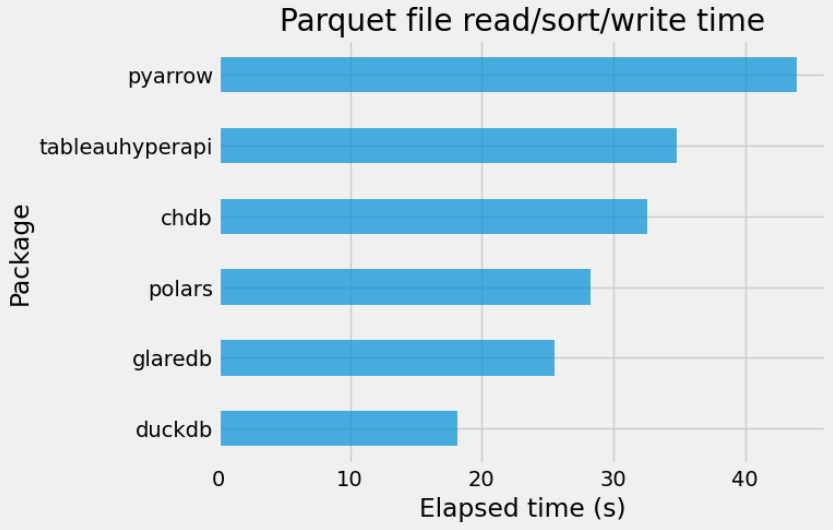 Parquet file read/sort/write time
Package
pyarrow
tableauhyperapi
chdb
polars
glaredb
duckdb
0 10 20 30 40
Elapsed time (s)